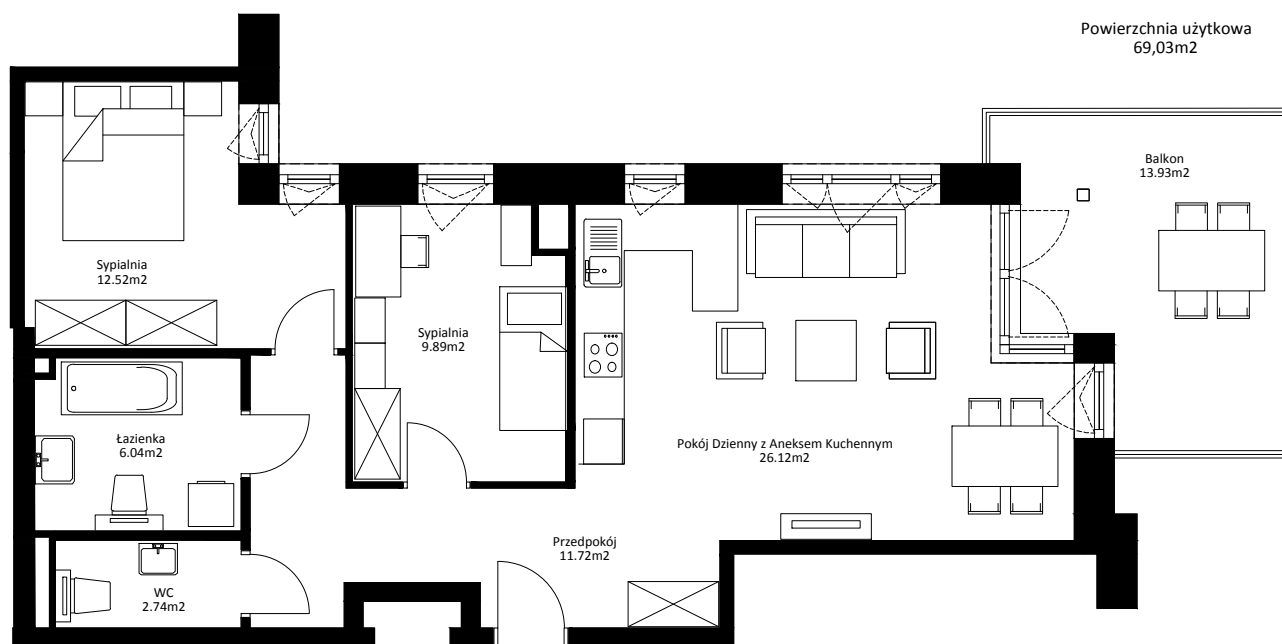 Powierzchnia użytkowa
69,03m2
Balkon
13.93m2
Sypialnia
12.52m2
Sypialnia
9.89m2
Łazienka
6.04m2
Pokój Dzienny z Aneksem Kuchennym
26.12m2
Przedpokój
11.72m2
WC
2.74m2